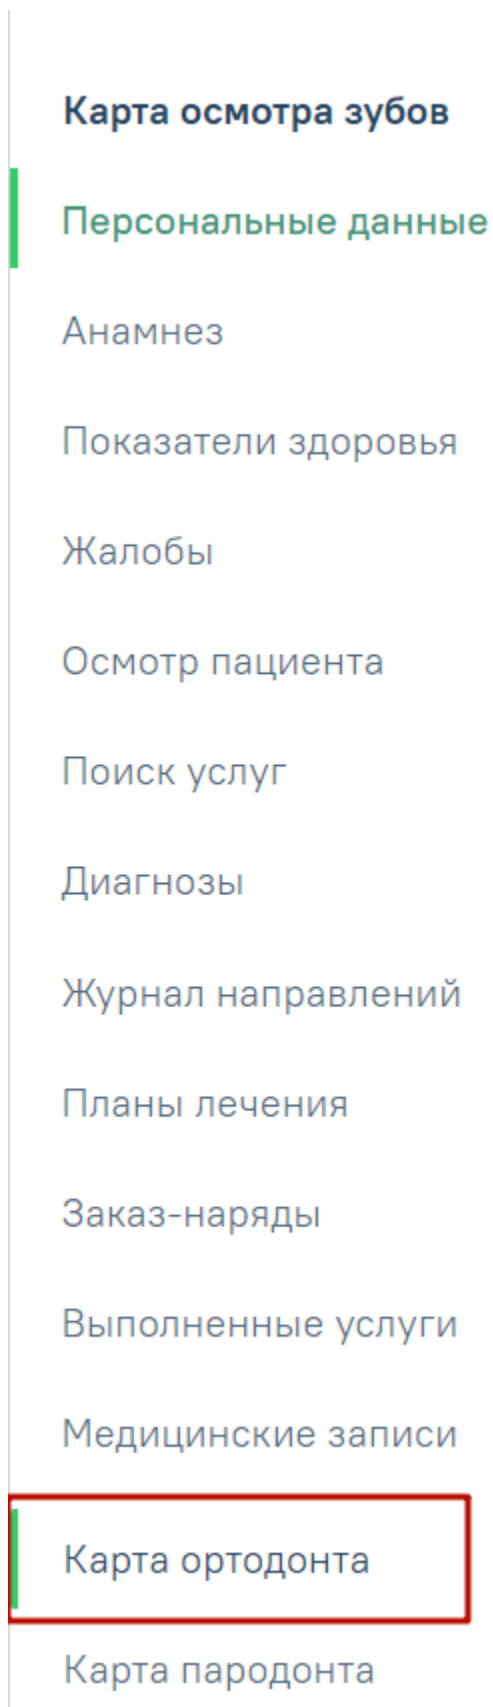 Карта осмотра зубов
Персональные данные
Анамнез
Показатели здоровья
Жалобы
Осмотр пациента
Поиск услуг
Диагнозы
Журнал направлений
Планы лечения
Заказ-наряды
Выполненные услуги
Медицинские записи
Карта ортодонта
Карта пародонта